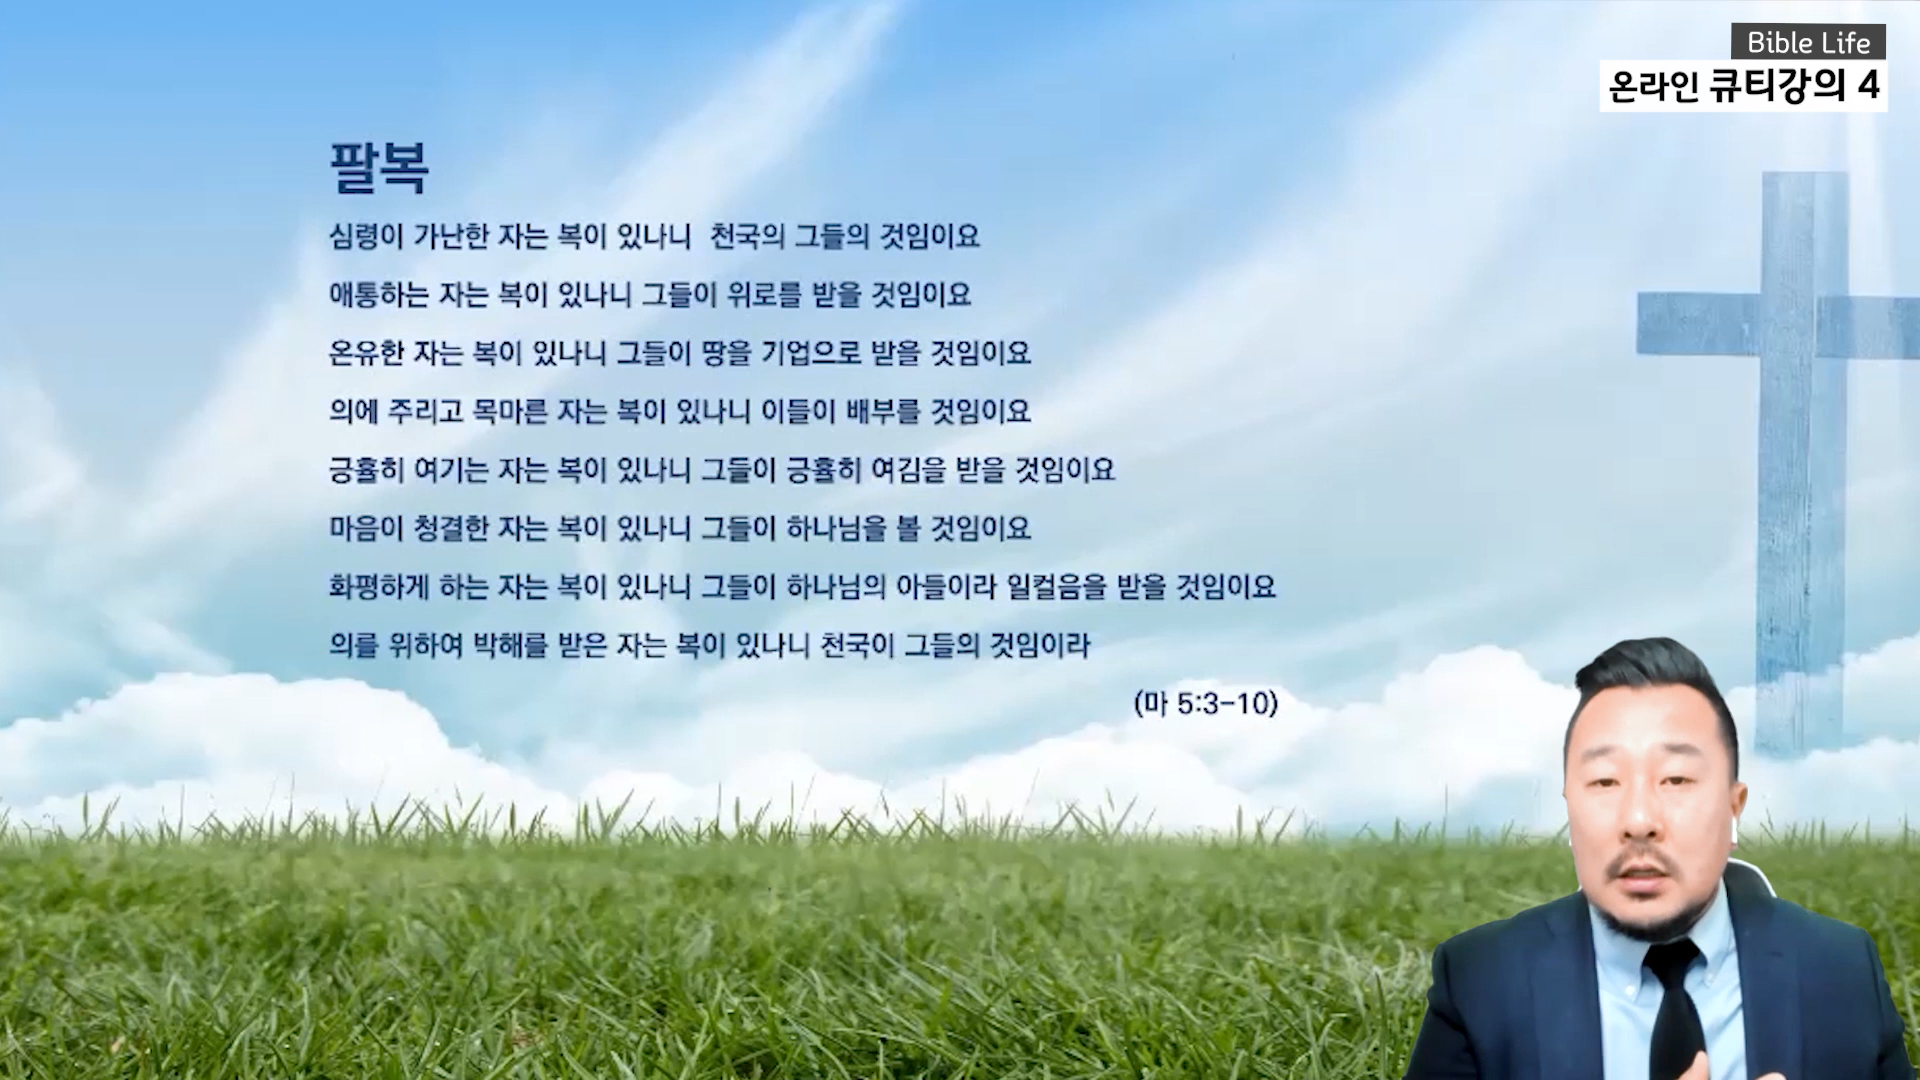 Bible Life
온라인 큐티강의 4
팔복
심령이 가난한 자는 복이 있나니 천국의 그들의 것임이요
애통하는 자는 복이 있나니 그들이 위로를 받을 것임이요
온유한 자는 복이 있나니 그들이 땅을 기업으로 받을 것임이요
의에 주리고 목마른 자는 복이 있나니 이들이 배부를 것임이요
긍휼히 여기는 자는 복이 있나니 그들이 긍휼히 여김을 받을 것임이요
마음이 청결한 자는 복이 있나니 그들이 하나님을 볼 것임이요
화평하게 하는 자는 복이 있나니 그들이 하나님의 아들이라 일컬음을 받을 것임이요
의를 위하여 박해를 받은 자는 복이 있나니 천국이 그들의 것임이라
(마 5:3-10)